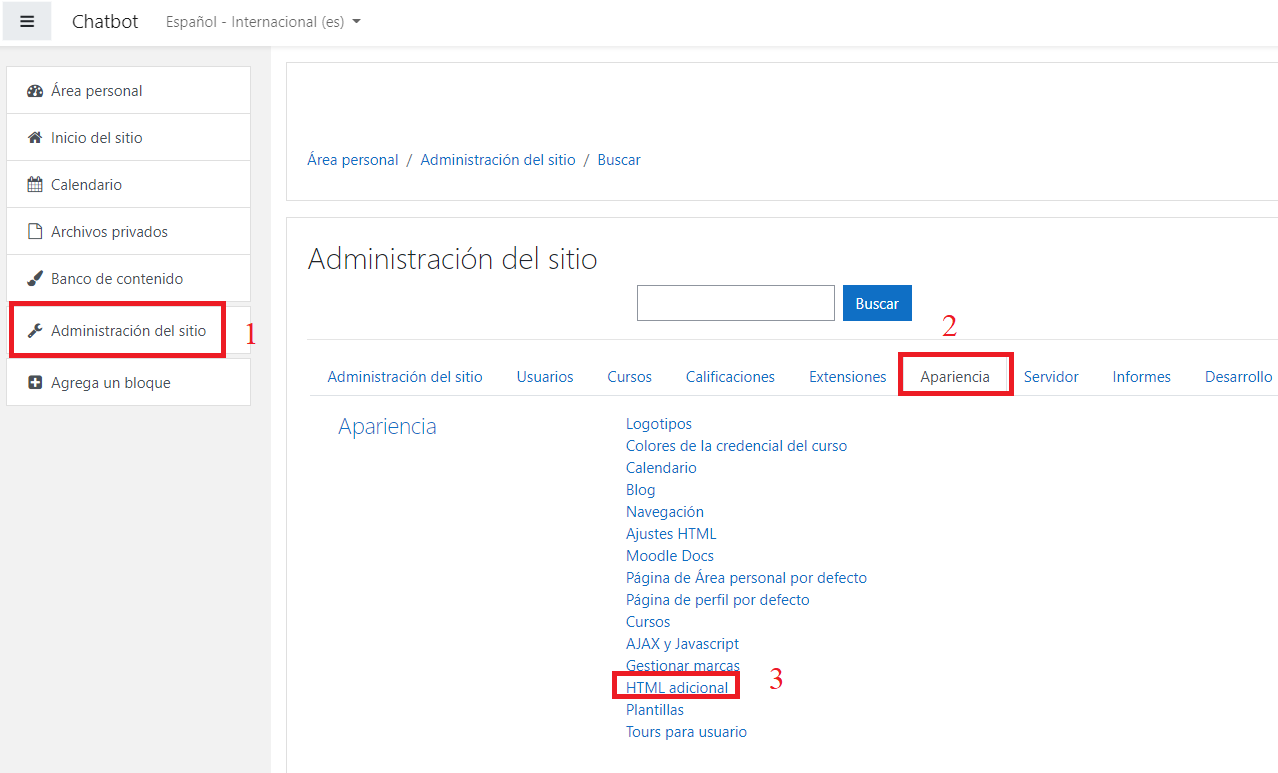 Chatbot Español - Internacional (es)
Área personal
Inicio del sitio
Calendario
Archivos privados
Banco de contenido
Administración del sitio 1
Agrega un bloque
Área personal / Administración del sitio / Buscar
Administración del sitio
Buscar
2
Administración del sitio Usuarios Cursos Calificaciones Extensiones Apariencia Servidor Informes Desarrollo
Apariencia
Logotipos
Colores de la credencial del curso
Calendario
Blog
Navegación
Ajustes HTML
Moodle Docs
Página de Área personal por defecto
Página de perfil por defecto
Cursos
AJAX y Javascript
Gestionar marcas
HTML adicional 3
Plantillas
Tours para usuario